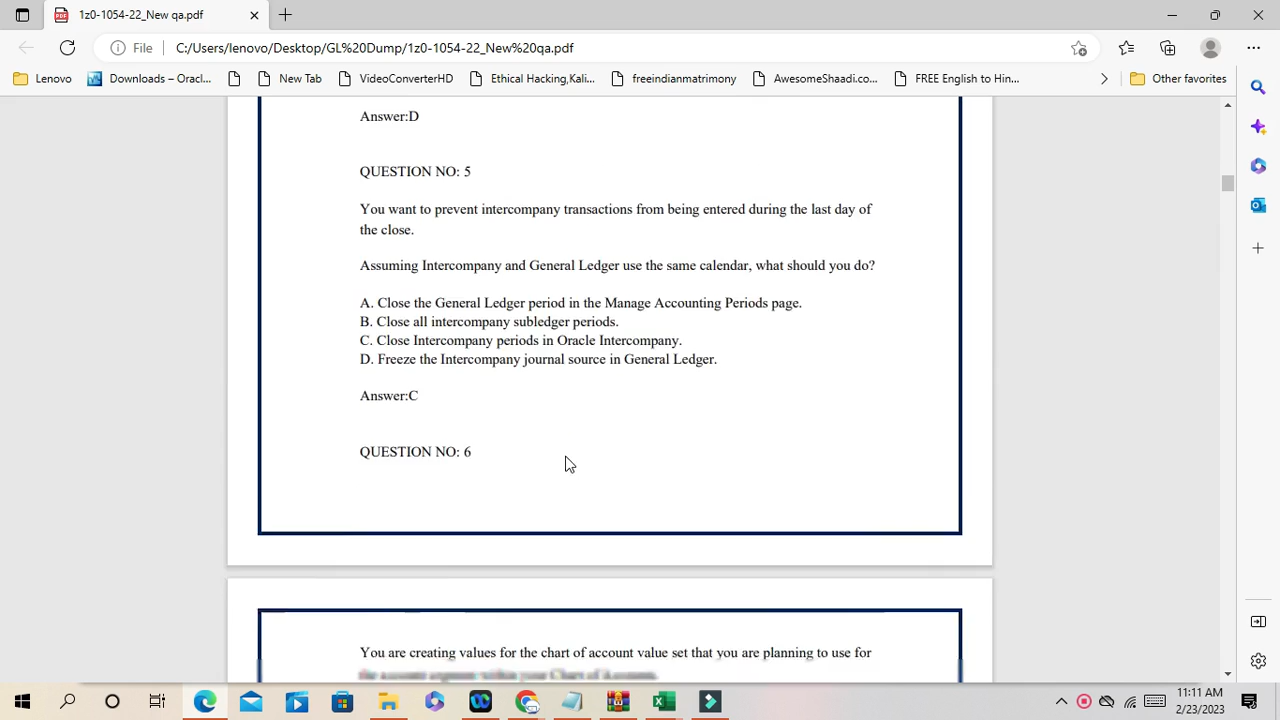 1z0-1054-22_New qa.pdf
File
C:/Users/lenovo/Desktop/GL%20Dump/1z0-1054-22_New%20qa.pdf
Lenovo
Downloads – Oracl...
New Tab
VideoConverterHD
Ethical Hacking,Kali...
freeindianmatrimony
AwesomeShaadi.co...
FREE English to Hin...
Other favorites
Answer:D
QUESTION NO: 5
You want to prevent intercompany transactions from being entered during the last day of
the close.
Assuming Intercompany and General Ledger use the same calendar, what should you do?
A. Close the General Ledger period in the Manage Accounting Periods page.
B. Close all intercompany subledger periods.
C. Close Intercompany periods in Oracle Intercompany.
D. Freeze the Intercompany journal source in General Ledger.
Answer:C
QUESTION NO: 6
You are creating values for the chart of account value set that you are planning to use for
11:11 AM
2/23/2023